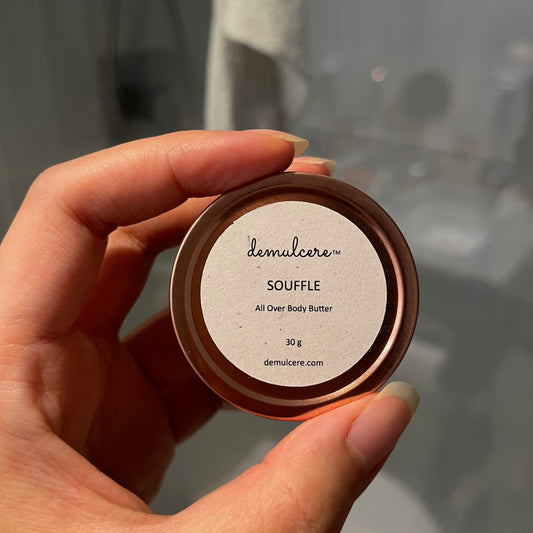 demulcere™
SOUFFLE
All Over Body Butter
30 g
demulcere.com